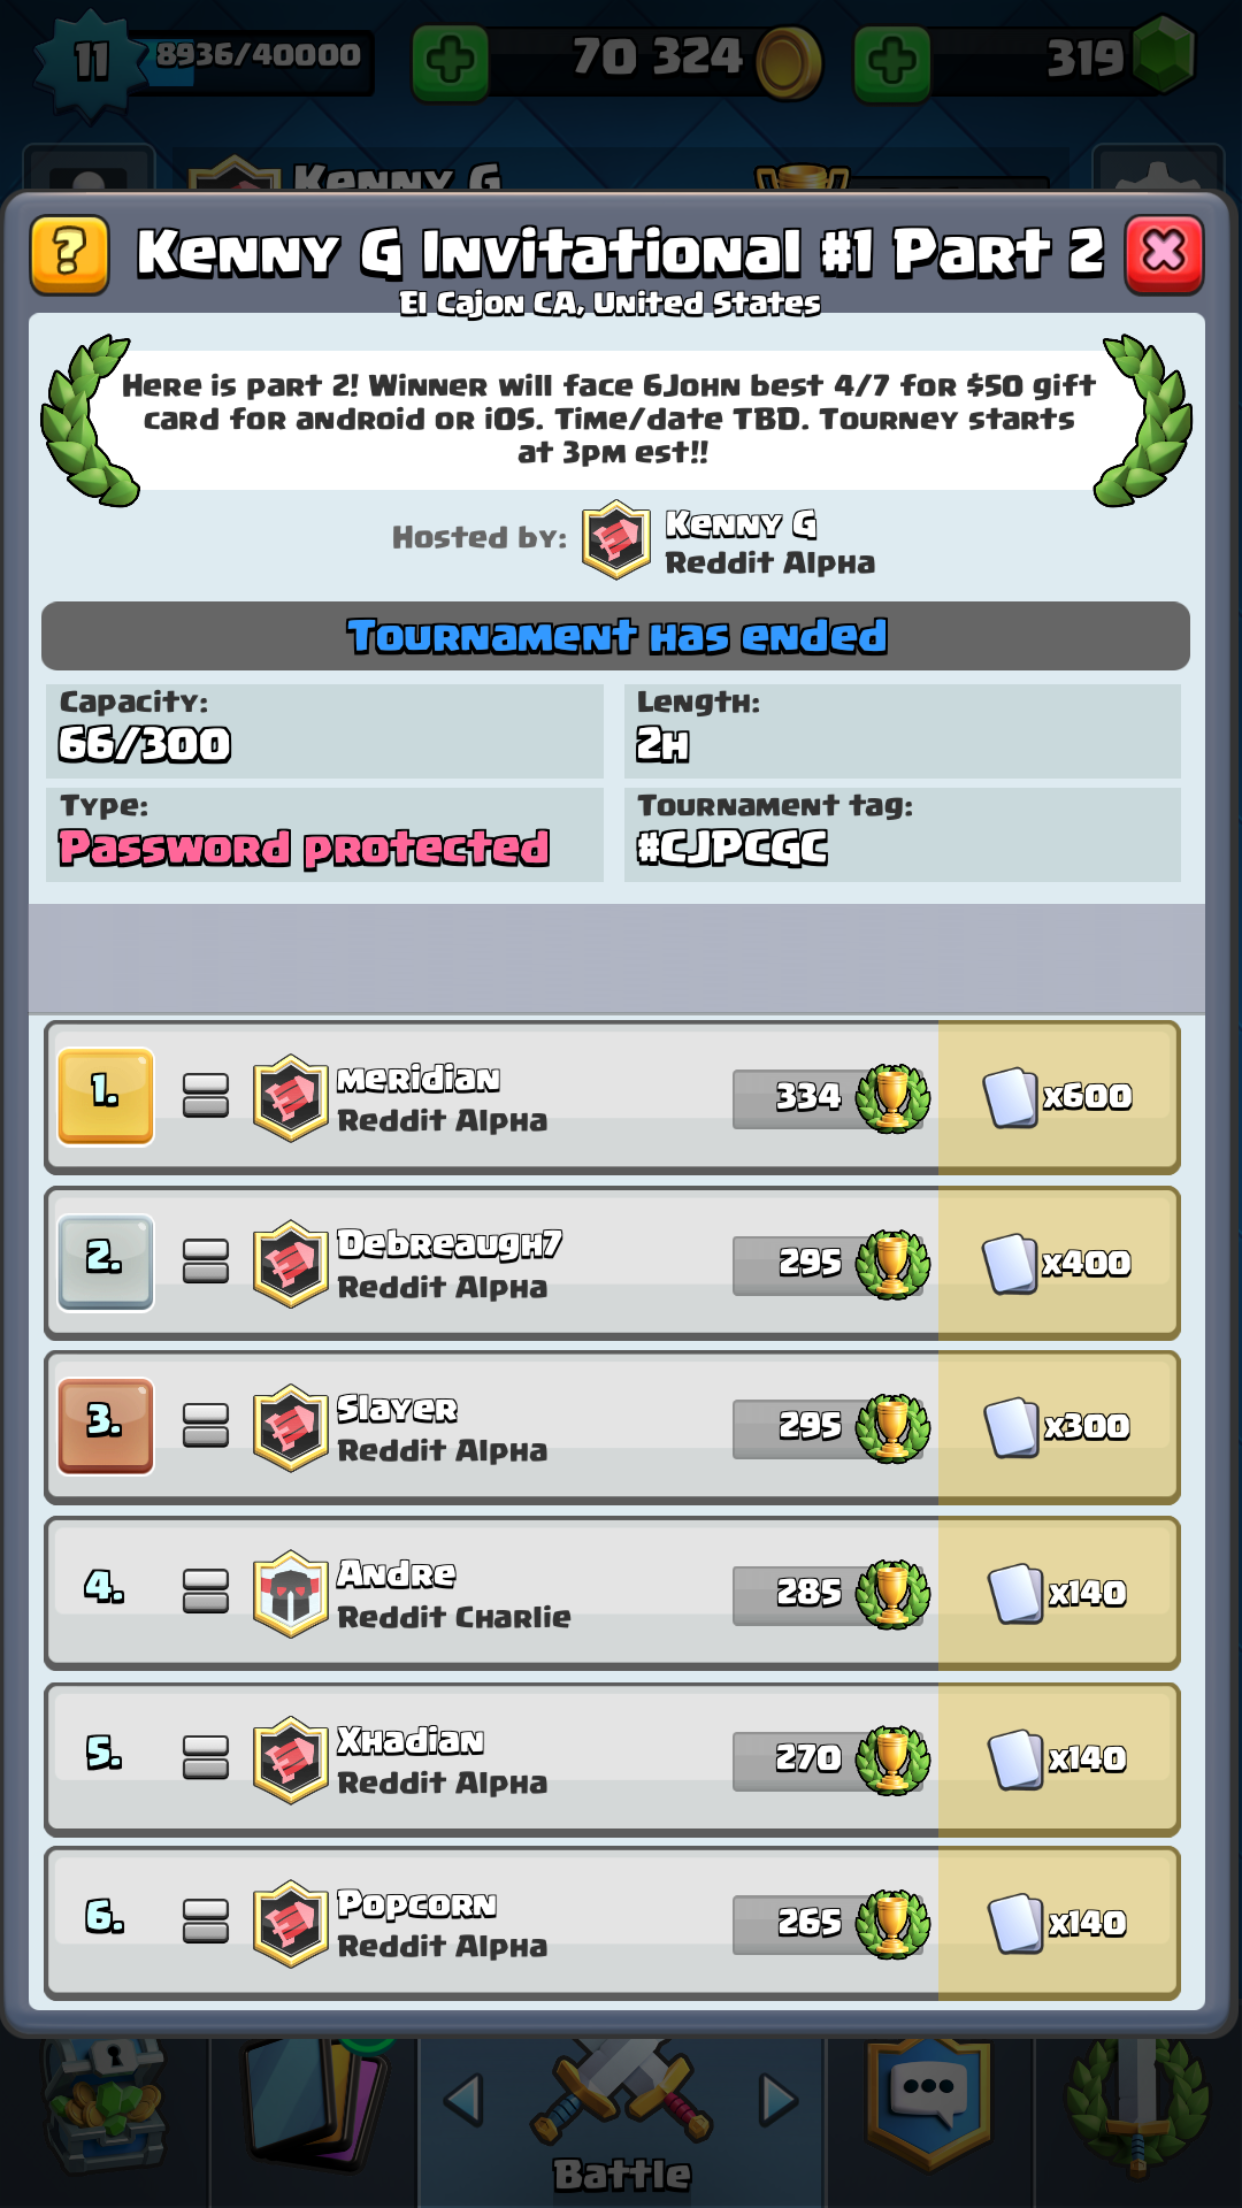 11
8936/40000
70 324
319
Kenny G
?
Kenny G Invitational #1 Part 2
El Cajon CA, United States
Here is part 2! Winner will face 6John best 4/7 for $50 gift
card for android or iOS. Time/date TBD. Tourney starts
at 3pm est!!
Hosted by:
Kenny G
Reddit Alpha
Tournament has ended
Capacity:
66/300
Length:
2h
Type:
Password protected
Tournament tag:
#CJPCGC
1.
meridian
Reddit Alpha
334
x600
2.
Debreaugh7
Reddit Alpha
295
x400
3.
Slayer
Reddit Alpha
295
x300
4.
Andre
Reddit Charlie
285
x140
5.
Xhadian
Reddit Alpha
270
x140
6.
Popcorn
Reddit Alpha
265
x140
Battle